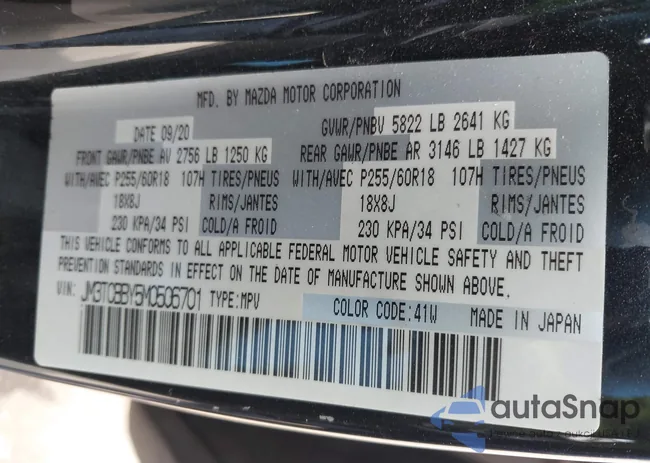 MFD. BY MAZDA MOTOR CORPORATION
DATE 09/20 GVWR/PNBV 5822 LB 2641 KG
FRONT GAWR/PNBE AV 2756 LB 1250 KG REAR GAWR/PNBE AR 3146 LB 1427 KG
WITH/AVEC P255/60R18 107H TIRES/PNEUS WITH/AVEC P255/60R18 107H TIRES/PNEUS
18X8J RIMS/JANTES 18X8J RIMS/JANTES
230 KPA/34 PSI COLD/A FROID 230 KPA/34 PSI COLD/A FROID
THIS VEHICLE CONFORMS TO ALL APPLICABLE FEDERAL MOTOR VEHICLE SAFETY AND THEFT
PREVENTION STANDARDS IN EFFECT ON THE DATE OF MANUFACTURE SHOWN ABOVE.
VIN: JM3TCBBY5M0506701 TYPE: MPV COLOR CODE: 41W MADE IN JAPAN
autaSnap